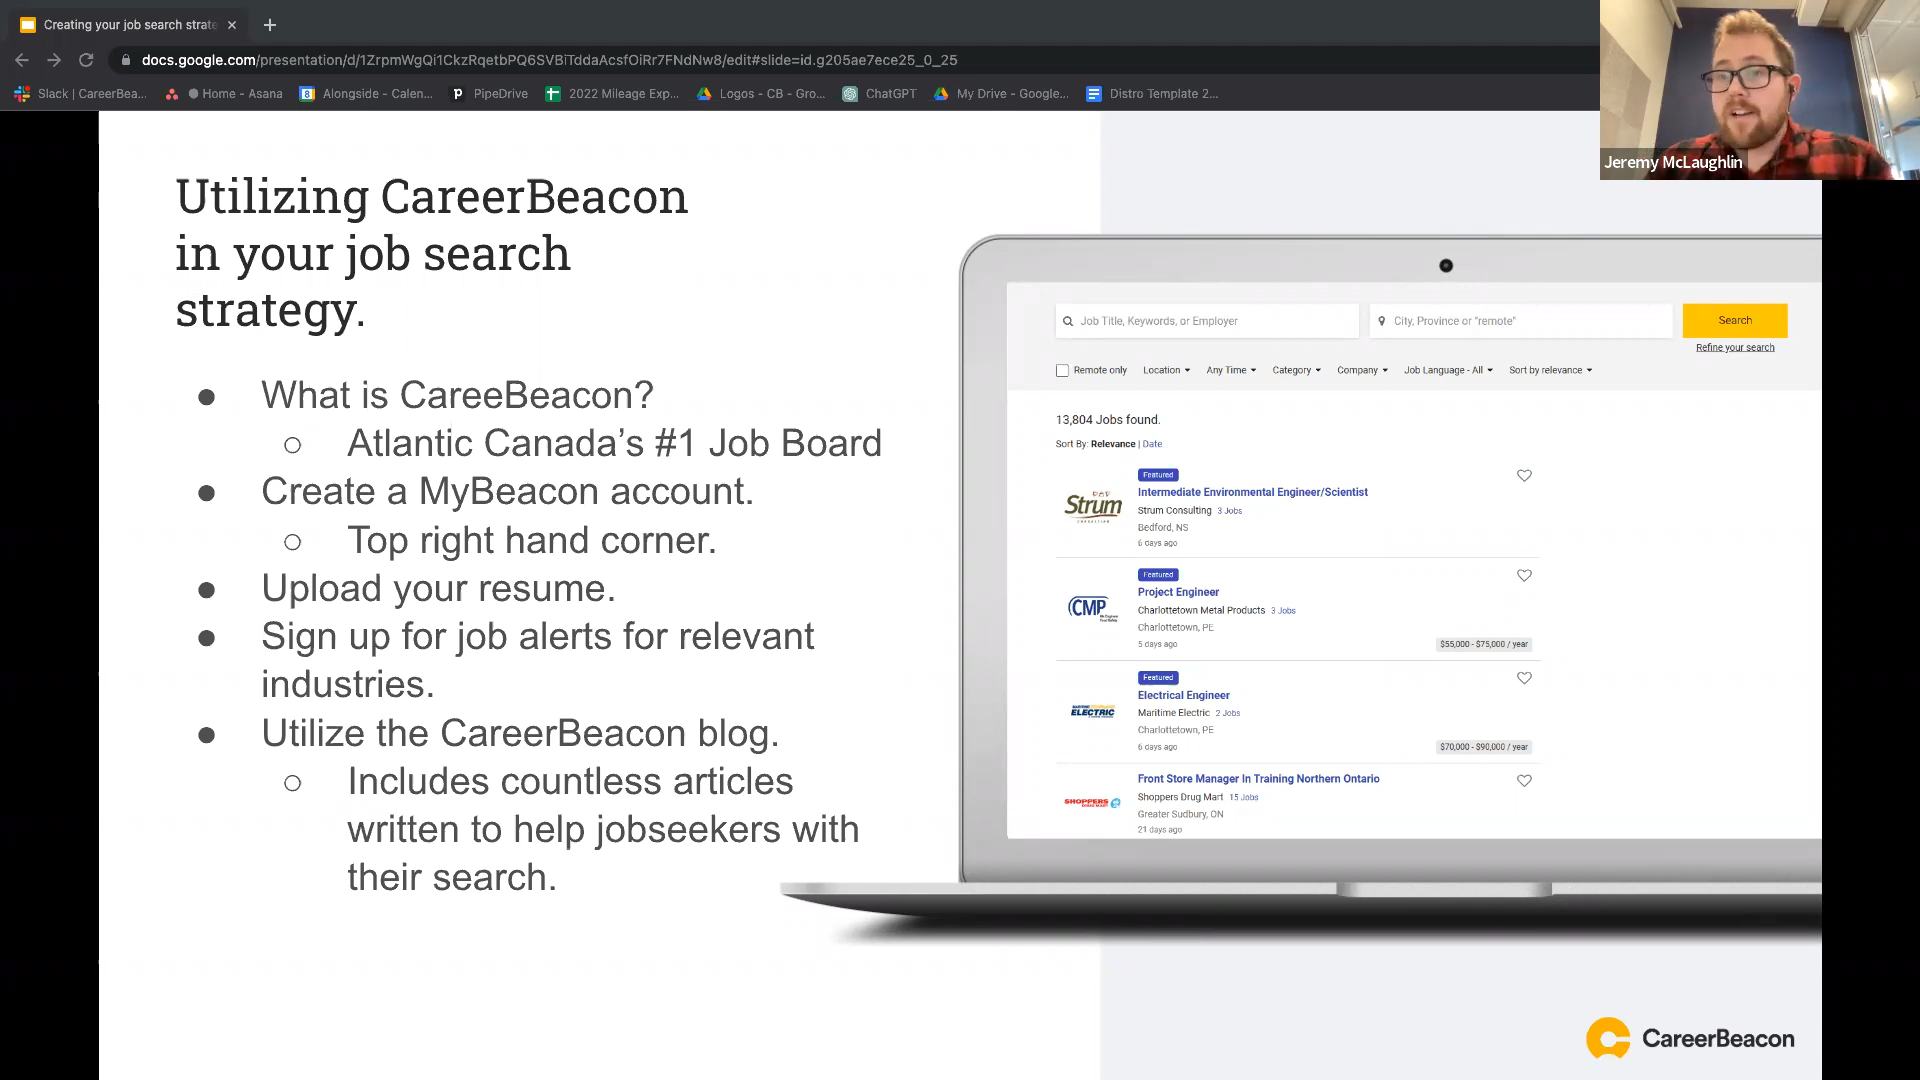 Creating your job search strate
docs.google.com/presentation/d/1ZrpmWgQi1CkzRqetbPQ6SVBiTddaAcsfOiRr7FNdNw8/edit#slide=id.g205ae7ece25_0_25
Slack | CareerBea...
Home - Asana
Alongside - Calen...
PipeDrive
2022 Mileage Exp...
Logos - CB - Gro...
ChatGPT
My Drive - Google...
Distro Template 2...
Jeremy McLaughlin
Utilizing CareerBeacon
in your job search
strategy.
● What is CareeBeacon?
○ Atlantic Canada's #1 Job Board
● Create a MyBeacon account.
○ Top right hand corner.
● Upload your resume.
● Sign up for job alerts for relevant
industries.
● Utilize the CareerBeacon blog.
○ Includes countless articles
written to help jobseekers with
their search.
Job Title, Keywords, or Employer
City, Province or "remote"
Search
Refine your search
Remote only Location Any Time Category Company Job Language - All Sort by relevance
13,804 Jobs found.
Sort By: Relevance | Date
Strum
CONSULTING
Featured
Intermediate Environmental Engineer/Scientist
Strum Consulting 3 Jobs
Bedford, NS
6 days ago
CMP
Featured
Project Engineer
Charlottetown Metal Products 3 Jobs
Charlottetown, PE
5 days ago
$55,000 - $75,000 / year
ELECTRIC
Featured
Electrical Engineer
Maritime Electric 2 Jobs
Charlottetown, PE
6 days ago
$70,000 - $90,000 / year
SHOPPERS
DRUG MART
Front Store Manager In Training Northern Ontario
Shoppers Drug Mart 15 Jobs
Greater Sudbury, ON
21 days ago
CareerBeacon